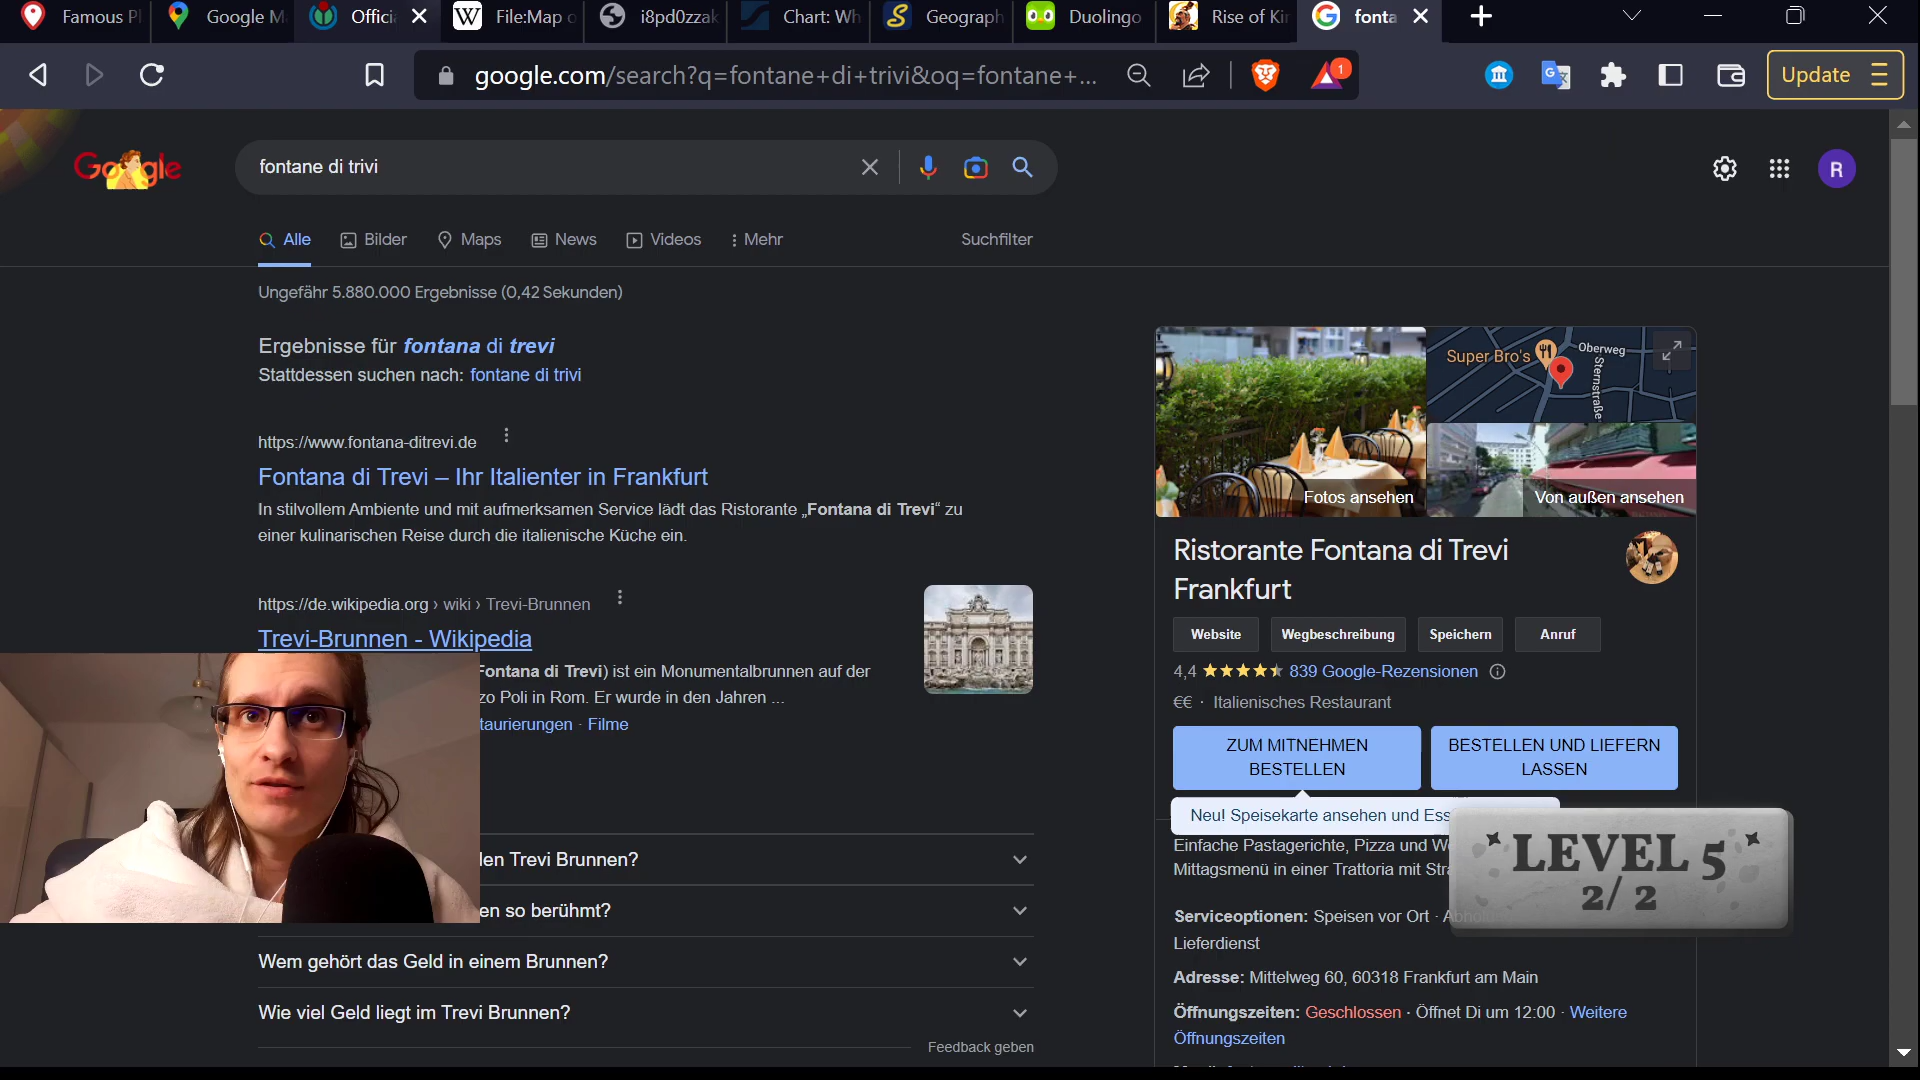 Famous Pl
Google M
Offici
File:Map o
i8pd0zzak
Chart: Wh
Geograph
Duolingo
Rise of Kin
fonta
google.com/search?q=fontane+di+trivi&oq=fontane+...
1
Update
Google
fontane di trivi
R
Alle
Bilder
Maps
News
Videos
Mehr
Suchfilter
Ungefähr 5.880.000 Ergebnisse (0,42 Sekunden)
Ergebnisse für fontana di trevi
Stattdessen suchen nach: fontane di trivi
https://www.fontana-ditrevi.de
Fontana di Trevi – Ihr Italienter in Frankfurt
In stilvollem Ambiente und mit aufmerksamen Service lädt das Ristorante „Fontana di Trevi“ zu
einer kulinarischen Reise durch die italienische Küche ein.
https://de.wikipedia.org › wiki › Trevi-Brunnen
Trevi-Brunnen - Wikipedia
Fontana di Trevi) ist ein Monumentalbrunnen auf der
zo Poli in Rom. Er wurde in den Jahren ...
taurierungen · Filme
len Trevi Brunnen?
en so berühmt?
Wem gehört das Geld in einem Brunnen?
Wie viel Geld liegt im Trevi Brunnen?
Feedback geben
Super Bro's
Oberweg
Sternstraße
Fotos ansehen
Von außen ansehen
Ristorante Fontana di Trevi
Frankfurt
Website
Wegbeschreibung
Speichern
Anruf
4,4
839 Google-Rezensionen
€€ · Italienisches Restaurant
ZUM MITNEHMEN
BESTELLEN
BESTELLEN UND LIEFERN
LASSEN
Neu! Speisekarte ansehen und Ess
Einfache Pastagerichte, Pizza und We
Mittagsmenü in einer Trattoria mit Stra
LEVEL 5
2/ 2
Serviceoptionen: Speisen vor Ort · Abholung
Lieferdienst
Adresse: Mittelweg 60, 60318 Frankfurt am Main
Öffnungszeiten: Geschlossen · Öffnet Di um 12:00 · Weitere
Öffnungszeiten